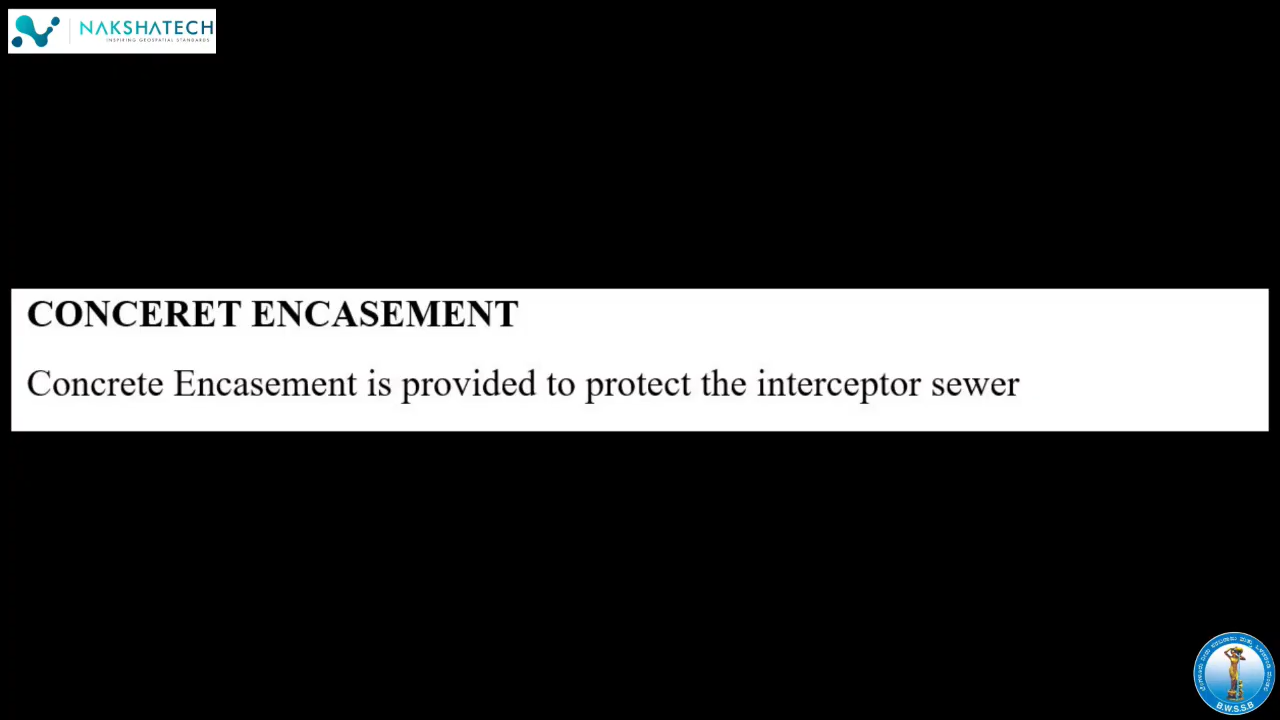 NAKSHATECH
INSPIRING GEOSPATIAL STANDARDS
CONCERET ENCASEMENT
Concrete Encasement is provided to protect the interceptor sewer
B.W.S.S.B